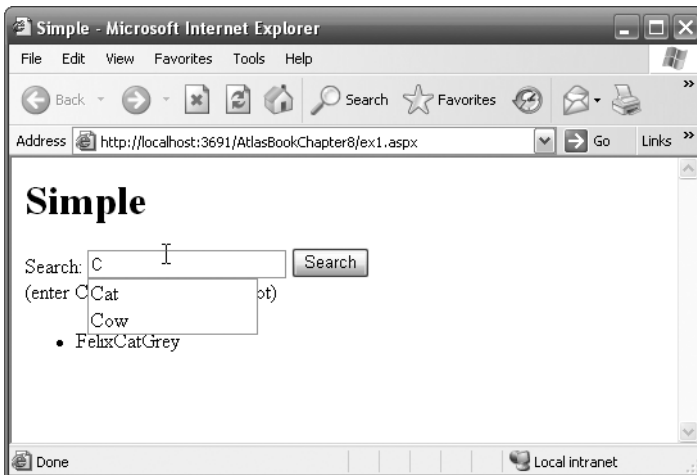 Simple - Microsoft Internet Explorer
File Edit View Favorites Tools Help
Back Search Favorites »
Address http://localhost:3691/AtlasBookChapter8/ex1.aspx Go Links »
Simple
Search: C Search
(enter C ot)
Cat
Cow
• FelixCatGrey
Done Local intranet